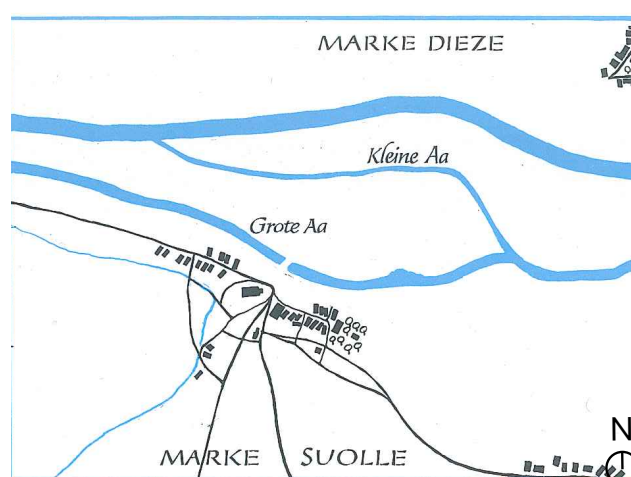 MARKE DIEZE
Kleine Aa
Grote Aa
MARKE SUOLLE
N